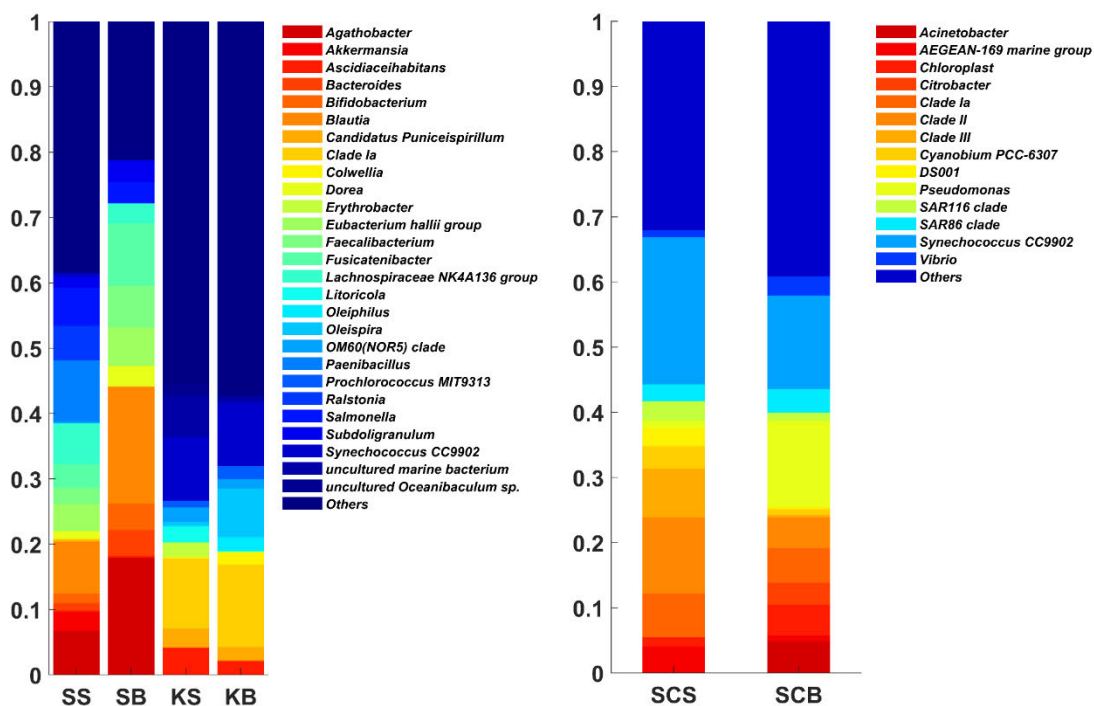 1
0.9
0.8
0.7
0.6
0.5
0.4
0.3
0.2
0.1
0
SS SB KS KB
Agathobacter
Akkermansia
Ascidiaceihabitans
Bacteroides
Bifidobacterium
Blautia
Candidatus Puniceispirillum
Clade Ia
Colwellia
Dorea
Erythrobacter
Eubacterium hallii group
Faecalibacterium
Fusicatenibacter
Lachnospiraceae NK4A136 group
Litoricola
Oleiphilus
Oleispira
OM60(NOR5) clade
Paenibacillus
Prochlorococcus MIT9313
Ralstonia
Salmonella
Subdoligranulum
Synechococcus CC9902
uncultured marine bacterium
uncultured Oceanibaculum sp.
Others
1
0.9
0.8
0.7
0.6
0.5
0.4
0.3
0.2
0.1
0
SCS SCB
Acinetobacter
AEGEAN-169 marine group
Chloroplast
Citrobacter
Clade Ia
Clade II
Clade III
Cyanobium PCC-6307
DS001
Pseudomonas
SAR116 clade
SAR86 clade
Synechococcus CC9902
Vibrio
Others